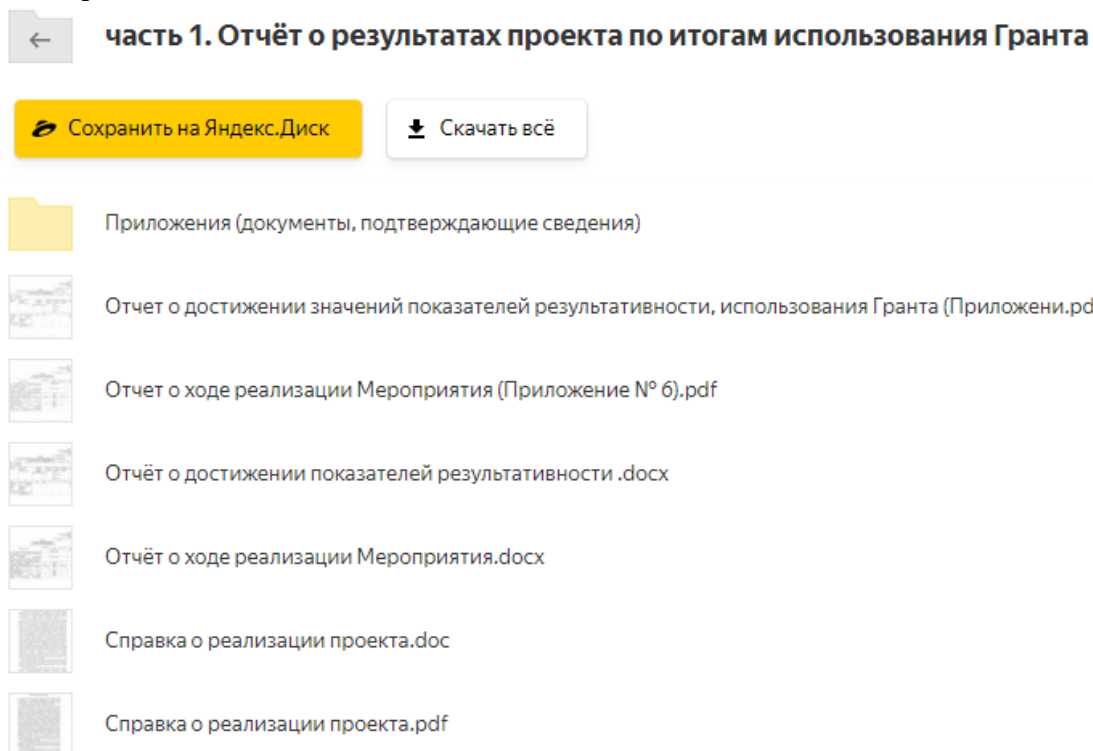 часть 1. Отчёт о результатах проекта по итогам использования Гранта
Сохранить на Яндекс.Диск
Скачать всё
Приложения (документы, подтверждающие сведения)
Отчет о достижении значений показателей результативности, использования Гранта (Приложени.pd
Отчет о ходе реализации Мероприятия (Приложение № 6).pdf
Отчёт о достижении показателей результативности .docx
Отчёт о ходе реализации Мероприятия.docx
Справка о реализации проекта.doc
Справка о реализации проекта.pdf